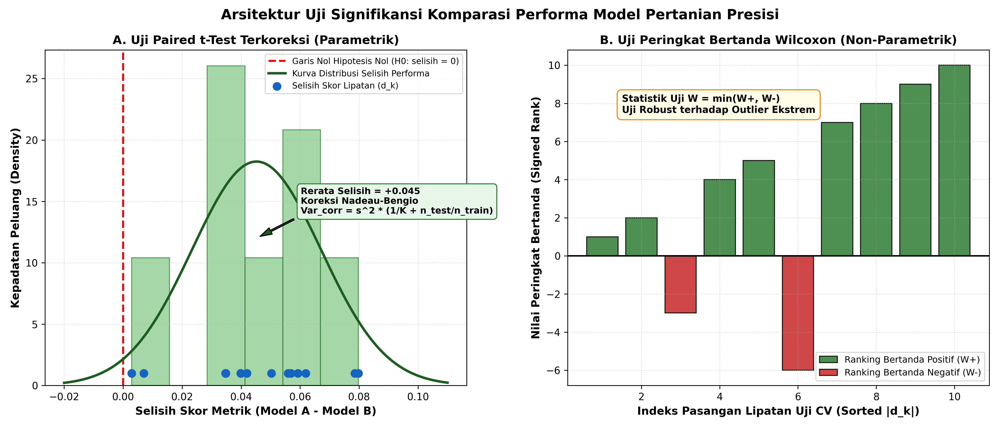 Arsitektur Uji Signifikansi Komparasi Performa Model Pertanian Presisi
A. Uji Paired t-Test Terkoreksi (Parametrik)
Kepadatan Peluang (Density)
25
20
15
10
5
0
Garis Nol Hipotesis Nol (H0: selisih = 0)
Kurva Distribusi Selisih Performa
Selisih Skor Lipatan (d_k)
Rerata Selisih = +0.045
Koreksi Nadeau-Bengio
Var_corr = s^2 * (1/K + n_test/n_train)
−0.02 0.00 0.02 0.04 0.06 0.08 0.10
Selisih Skor Metrik (Model A - Model B)
B. Uji Peringkat Bertanda Wilcoxon (Non-Parametrik)
Nilai Peringkat Bertanda (Signed Rank)
10
8
6
4
2
0
−2
−4
−6
Statistik Uji W = min(W+, W-)
Uji Robust terhadap Outlier Ekstrem
Ranking Bertanda Positif (W+)
Ranking Bertanda Negatif (W-)
2 4 6 8 10
Indeks Pasangan Lipatan Uji CV (Sorted |d_k|)